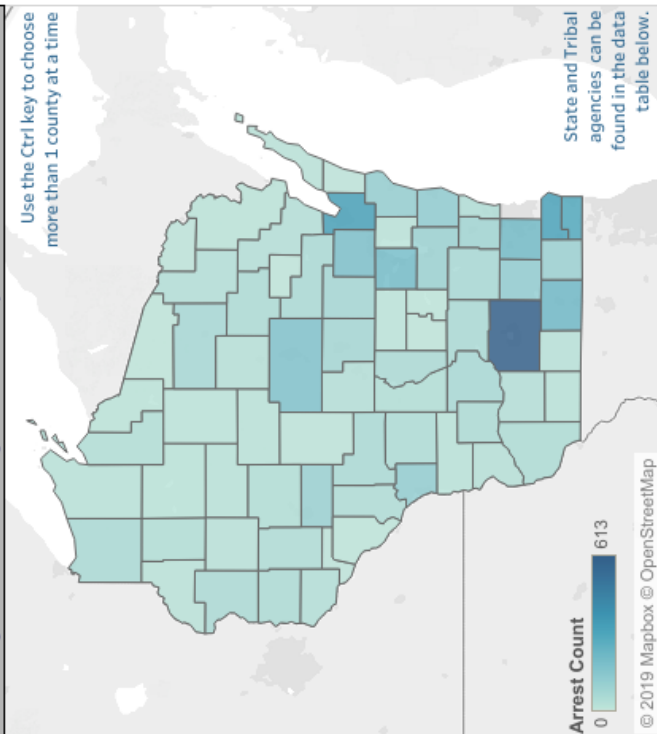 Use the Ctrl key to choose
more than 1 county at a time
State and Tribal
agencies can be
found in the data
table below.
Arrest Count
0 613
© 2019 Mapbox © OpenStreetMap